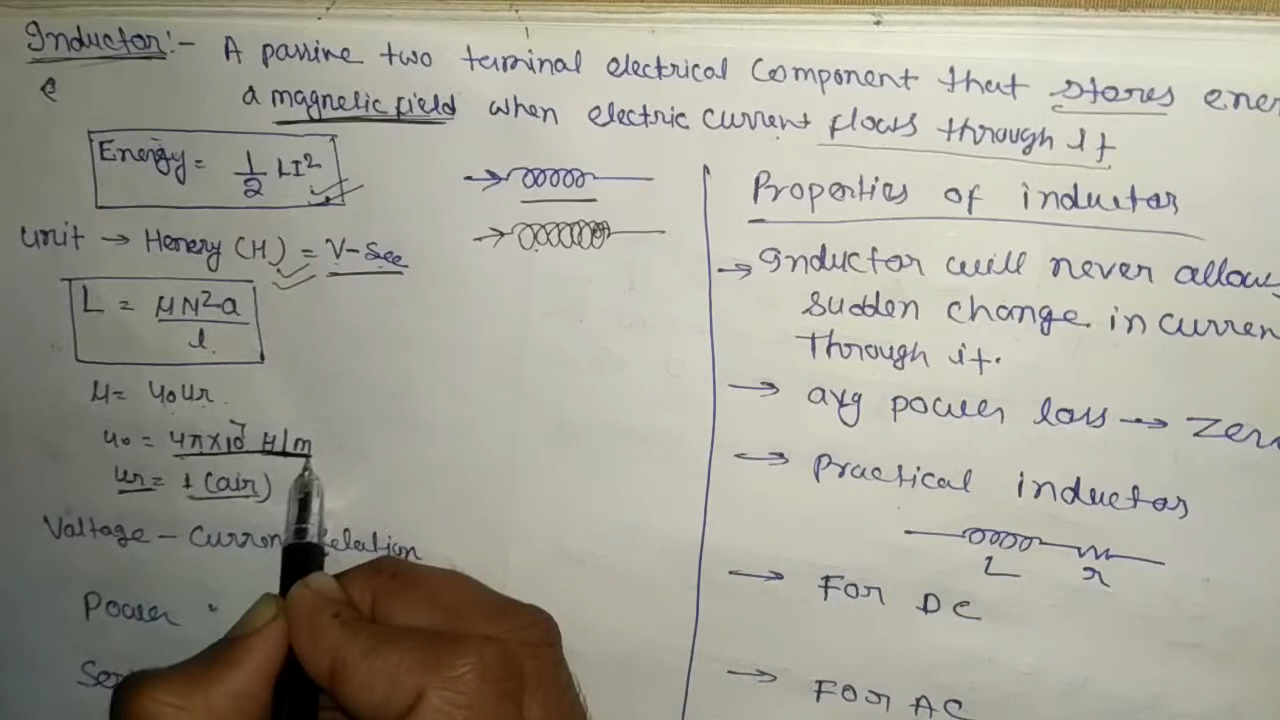 Inductor:- A passive two terminal electrical component that stores ener
a magnetic field when electric current flows through it
Energy = 1/2 LI²
unit → Henery (H) = V-Sec
L = μN²a / l
μ = μ0μr
μ0 = 4π×10⁻⁷ H/m
μr = 1 (air)
Voltage - Current Relation
Power
Properties of inductor
→ Inductor will never allow
sudden change in curren
through it.
→ avg power loss → Zero
→ Practical inductor
L r
→ For DC
→ For AC